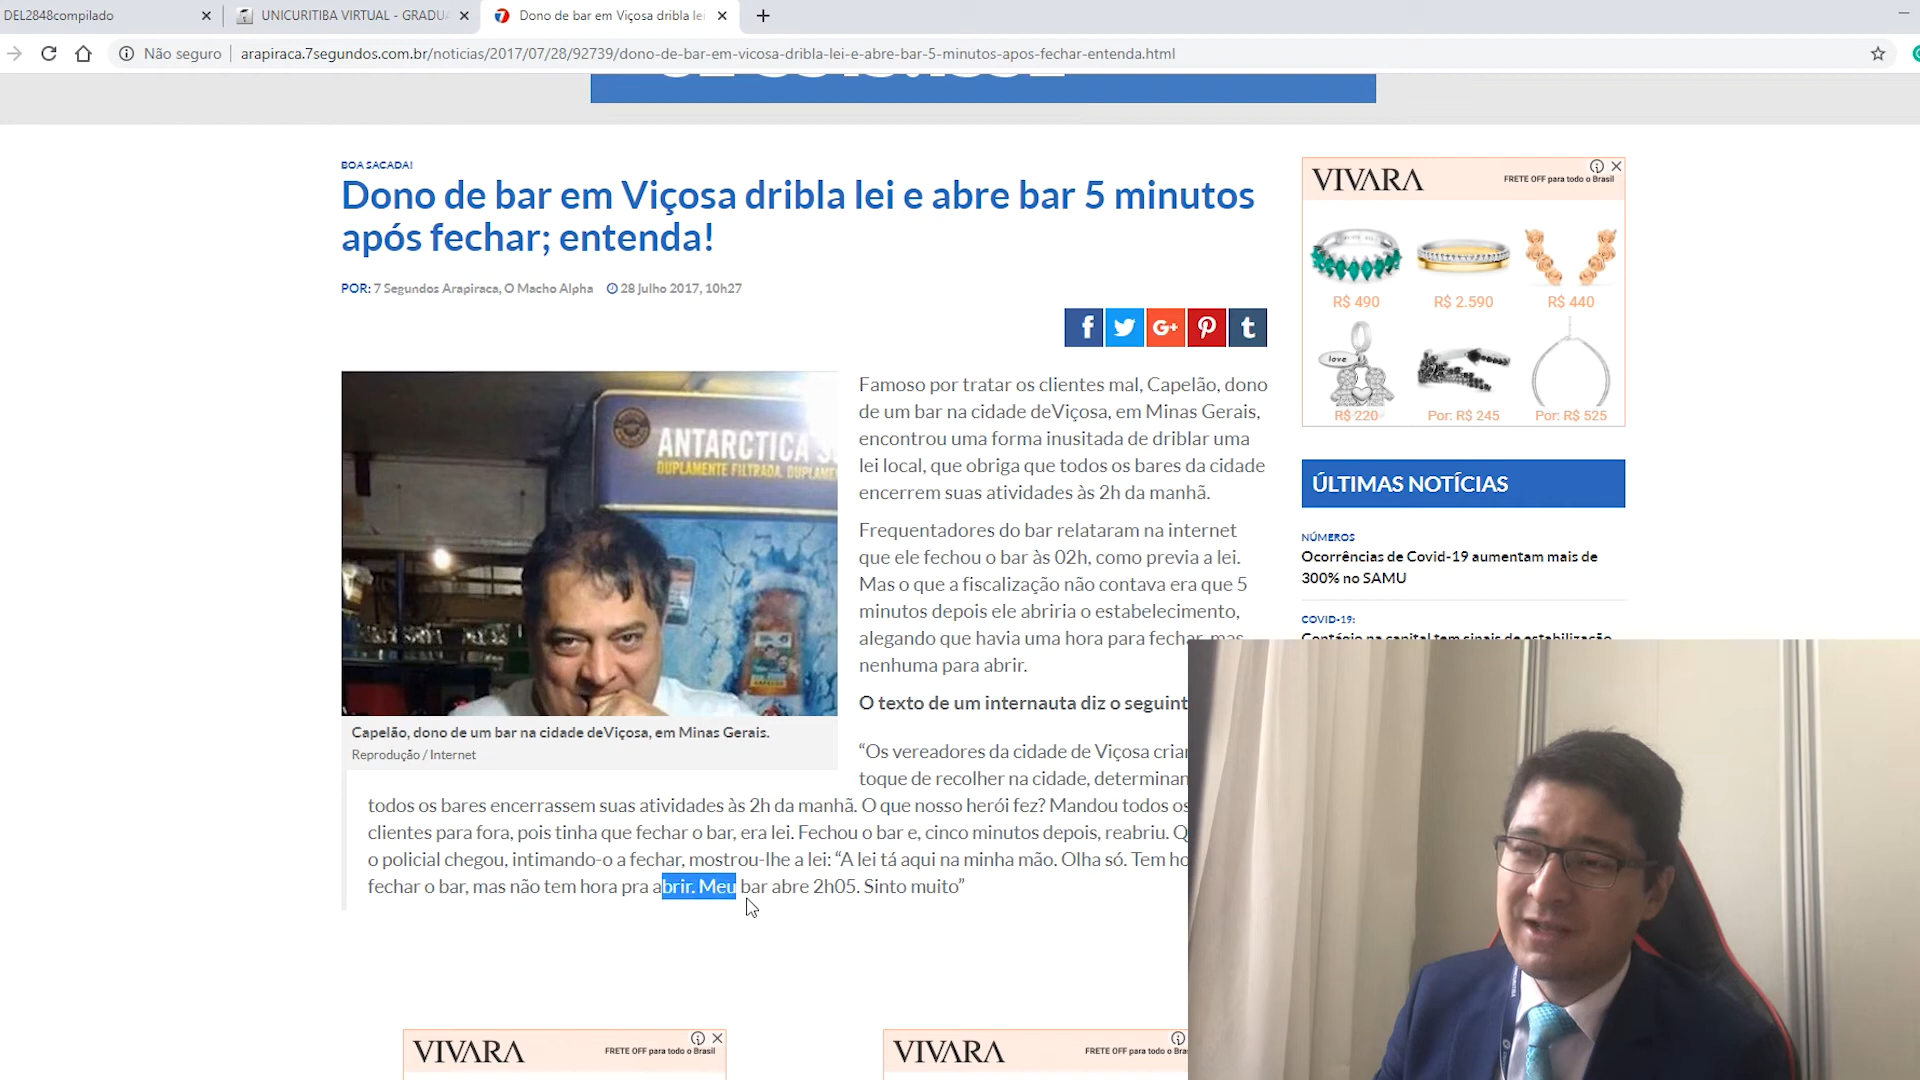 DEL2848compilado
UNICURITIBA VIRTUAL - GRADUA
Dono de bar em Viçosa dribla lei
Não seguro
arapiraca.7segundos.com.br/noticias/2017/07/28/92739/dono-de-bar-em-vicosa-dribla-lei-e-abre-bar-5-minutos-apos-fechar-entenda.html
BOA SACADA!
Dono de bar em Viçosa dribla lei e abre bar 5 minutos
após fechar; entenda!
POR: 7 Segundos Arapiraca, O Macho Alpha 28 julho 2017, 10h27
ANTARCTICA
DUPLAMENTE FILTRADA.
Capelão, dono de um bar na cidade deViçosa, em Minas Gerais.
Reprodução / Internet
Famoso por tratar os clientes mal, Capelão, dono
de um bar na cidade deViçosa, em Minas Gerais,
encontrou uma forma inusitada de driblar uma
lei local, que obriga que todos os bares da cidade
encerrem suas atividades às 2h da manhã.
Frequentadores do bar relataram na internet
que ele fechou o bar às 02h, como previa a lei.
Mas o que a fiscalização não contava era que 5
minutos depois ele abriria o estabelecimento,
alegando que havia uma hora para fechar, mas
nenhuma para abrir.
O texto de um internauta diz o seguint
“Os vereadores da cidade de Viçosa criar
toque de recolher na cidade, determinan
todos os bares encerrassem suas atividades às 2h da manhã. O que nosso herói fez? Mandou todos os
clientes para fora, pois tinha que fechar o bar, era lei. Fechou o bar e, cinco minutos depois, reabriu. Q
o policial chegou, intimando-o a fechar, mostrou-lhe a lei: “A lei tá aqui na minha mão. Olha só. Tem ho
fechar o bar, mas não tem hora pra abrir. Meu bar abre 2h05. Sinto muito”
VIVARA
FRETE OFF para todo o Brasil
R$ 490 R$ 2.590 R$ 440
love
R$ 220 Por: R$ 245 Por: R$ 525
ÚLTIMAS NOTÍCIAS
NÚMEROS
Ocorrências de Covid-19 aumentam mais de
300% no SAMU
COVID-19:
Contágio na capital tem sinais de estabilização
VIVARA
FRETE OFF para todo o Brasil
VIVARA
FRETE OFF para todo o Bras